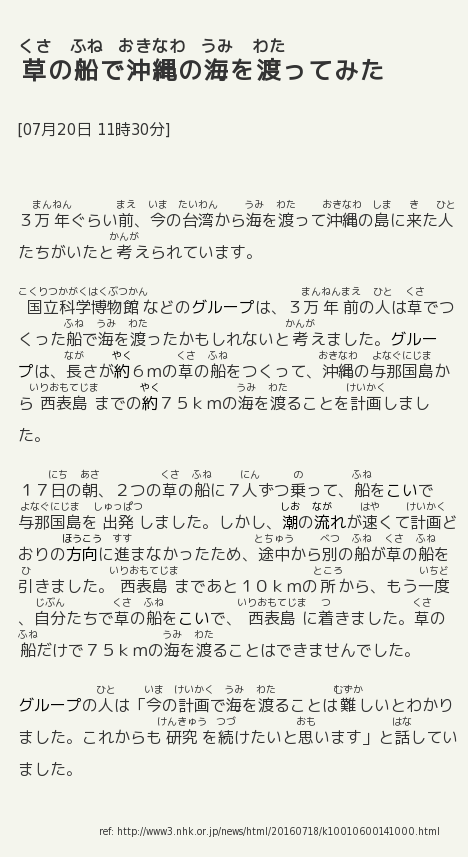 くさ ふね おきなわ うみ わた
草の船で沖縄の海を渡ってみた
[07月20日 11時30分]
まんねん まえ いま たいわん うみ わた おきなわ しま き ひと
３万年ぐらい前、今の台湾から海を渡って沖縄の島に来た人
かんが
たちがいたと考えられています。
こくりつかがくはくぶつかん まんねんまえ ひと くさ
国立科学博物館などのグループは、３万年前の人は草でつ
ふね うみ わた かんが
くった船で海を渡ったかもしれないと考えました。グルー
なが やく くさ ふね おきなわ よなぐにじま
プは、長さが約６ｍの草の船をつくって、沖縄の与那国島か
いりおもてじま やく うみ わた けいかく
ら西表島までの約７５ｋｍの海を渡ることを計画しまし
た。
にち あさ くさ ふね にん の ふね
１７日の朝、２つの草の船に７人ずつ乗って、船をこいで
よなぐにじま しゅっぱつ しお なが はや けいかく
与那国島を出発しました。しかし、潮の流れが速くて計画ど
ほうこう すす とちゅう べつ ふね くさ ふね
おりの方向に進まなかったため、途中から別の船が草の船を
ひ いりおもてじま ところ いちど
引きました。西表島まであと１０ｋｍの所から、もう一度
じぶん くさ ふね いりおもてじま つ くさ
、自分たちで草の船をこいで、西表島に着きました。草の
ふね うみ わた
船だけで７５ｋｍの海を渡ることはできませんでした。
ひと いま けいかく うみ わた むずか
グループの人は「今の計画で海を渡ることは難しいとわかり
けんきゅう つづ おも はな
ました。これからも研究を続けたいと思います」と話してい
ました。
ref: http://www3.nhk.or.jp/news/html/20160718/k10010600141000.html